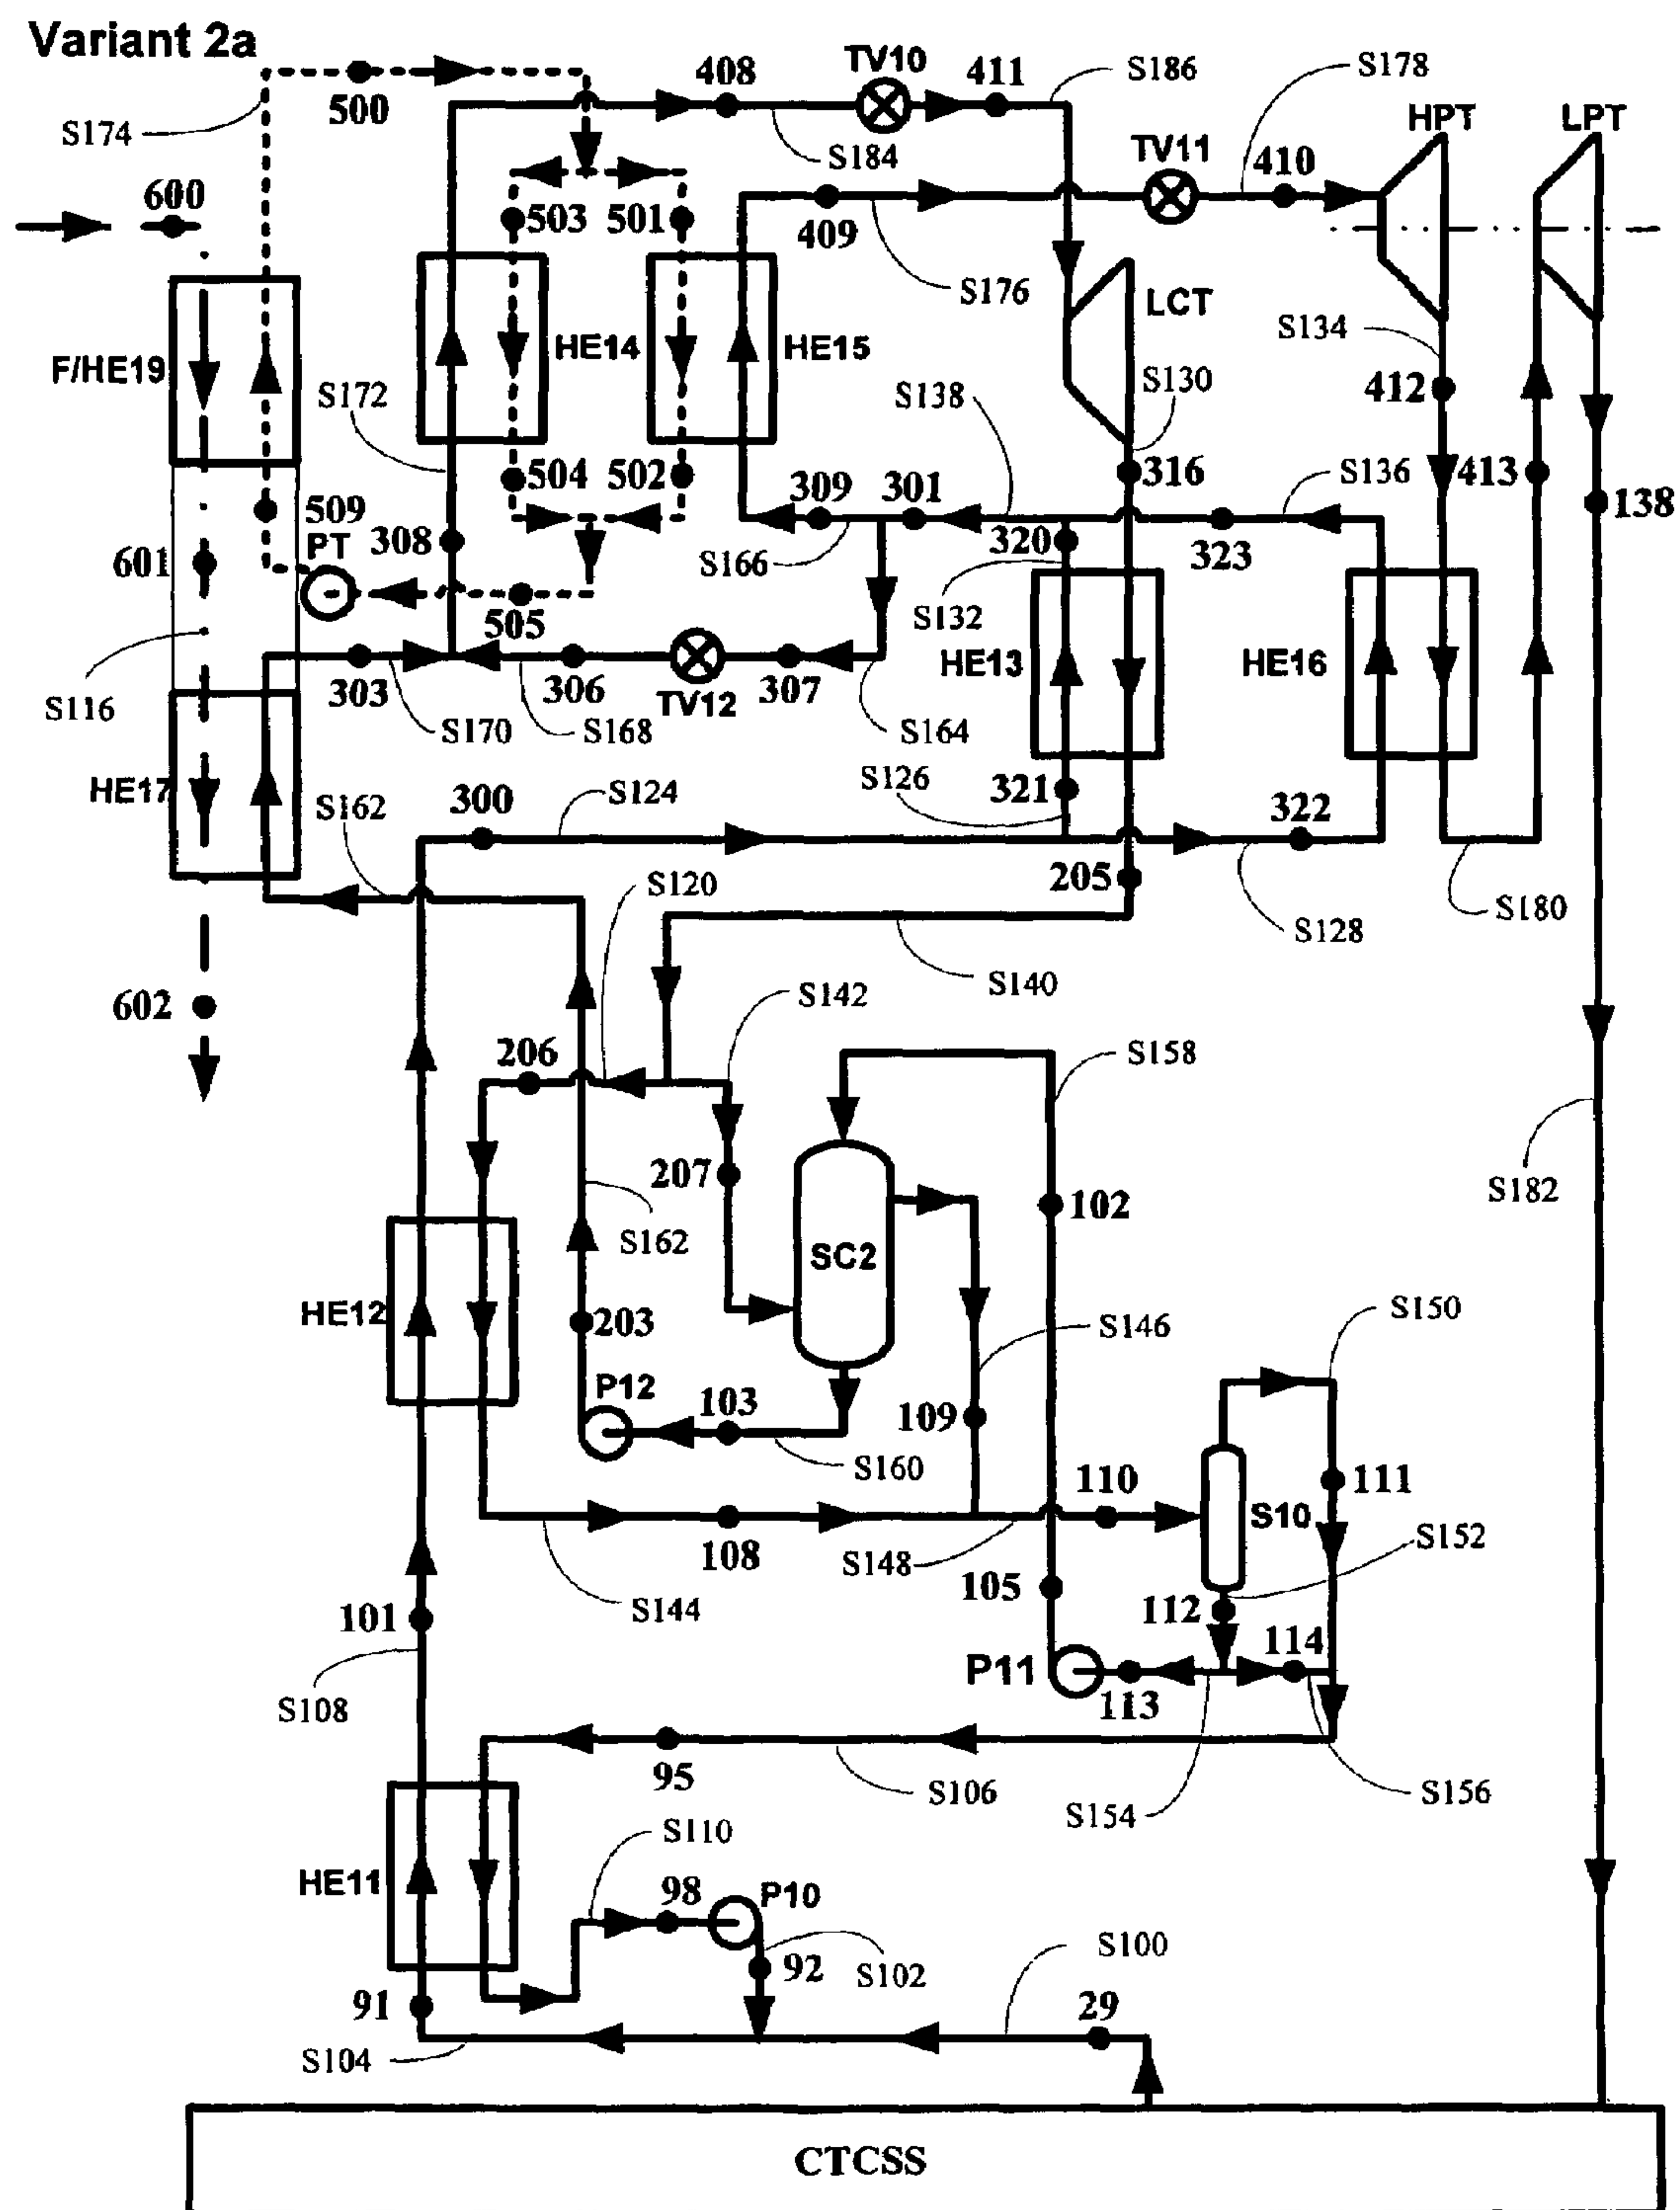 Variant 2a
TV10
408
411
S186
S178
500
HPT
LPT
S174
S184
TV11
410
600
503
501
409
S176
LCT
HE14
HE15
S134
F/HE19
S172
S138
S130
412
504
502
309
301
316
S136
413
138
509
PT
308
320
323
601
S166
S132
505
HE13
HE16
303
306
TV12
307
S116
S170
S168
S164
HE17
S162
300
S124
S126
321
322
205
S120
S180
S128
S140
S142
602
206
S158
207
102
S182
SC2
S162
HE12
203
S150
S146
P12
103
109
S160
110
111
S10
108
S148
S152
105
S144
112
101
114
P11
113
S108
95
S106
S154
S156
S110
HE11
98
P10
S100
92
S102
91
29
S104
CTCSS